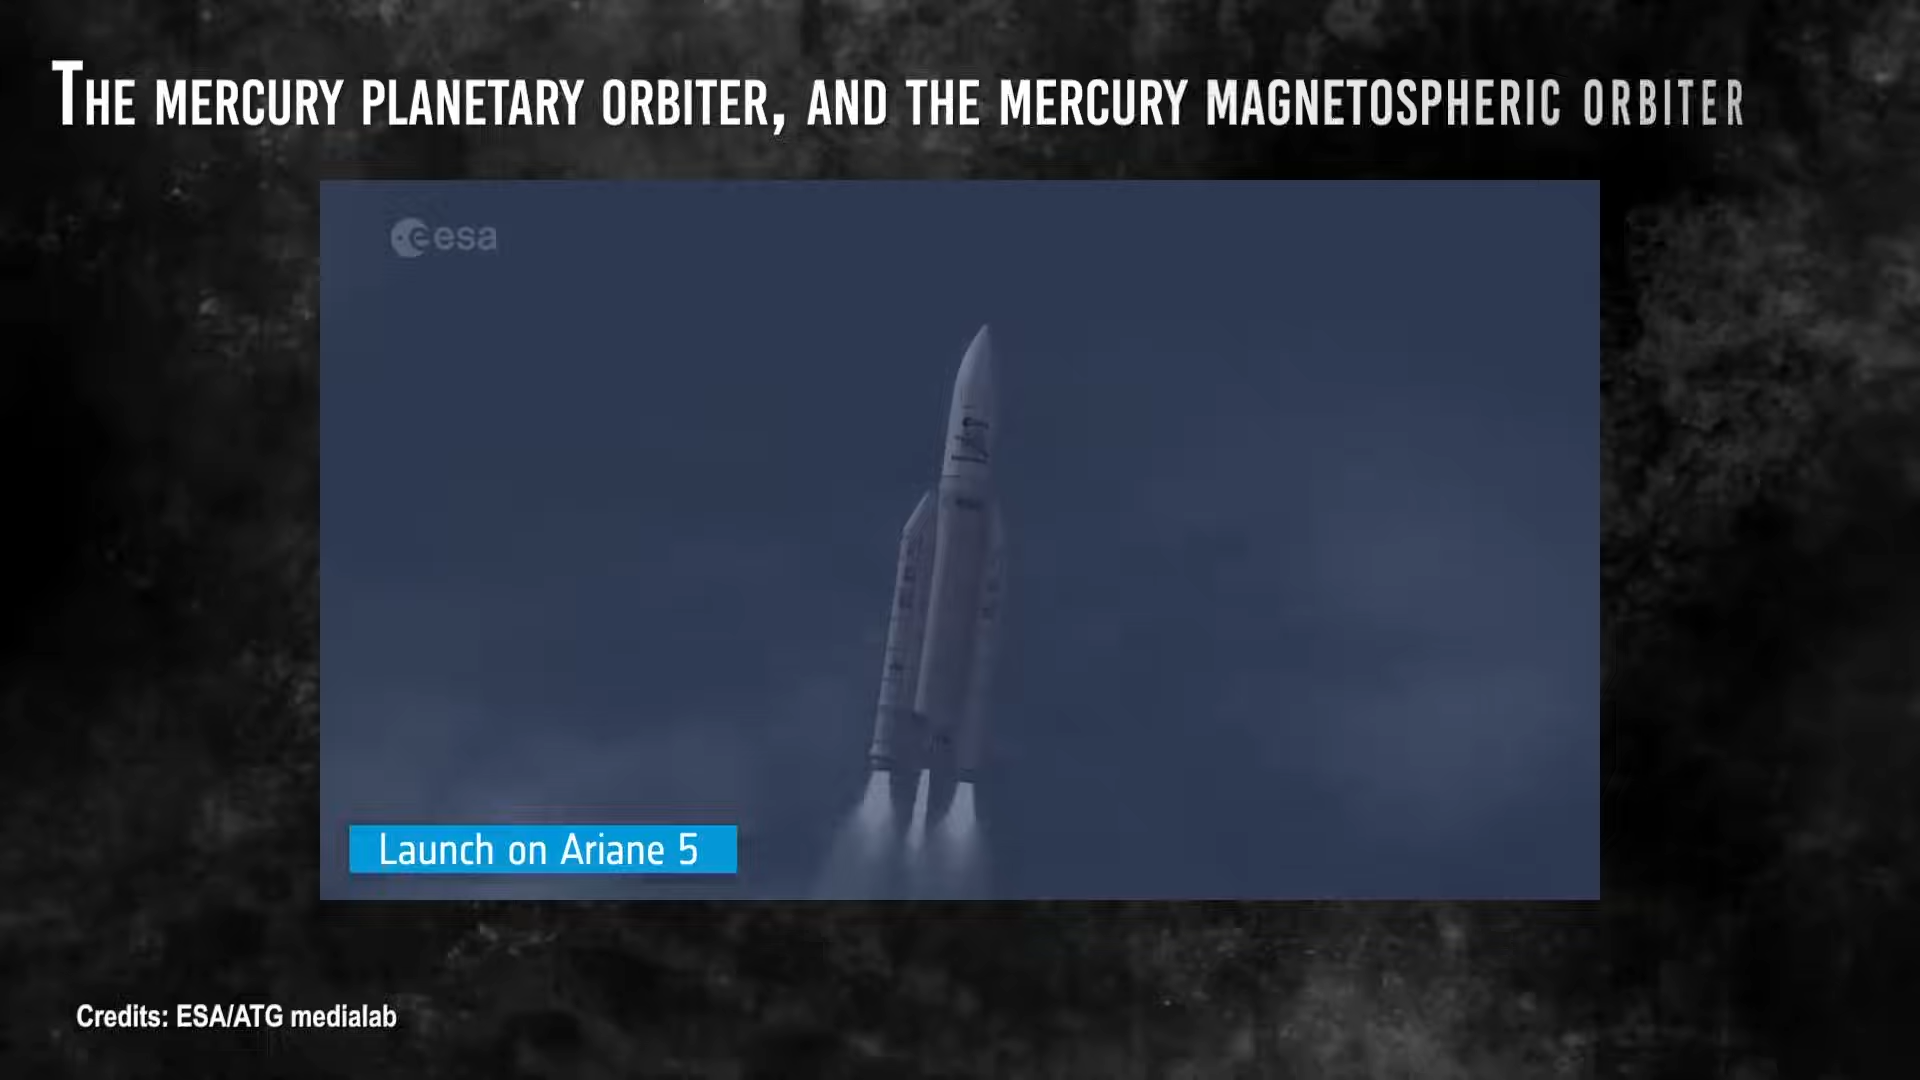 The mercury planetary orbiter, and the mercury magnetospheric orbiter
esa
Launch on Ariane 5
Credits: ESA/ATG medialab